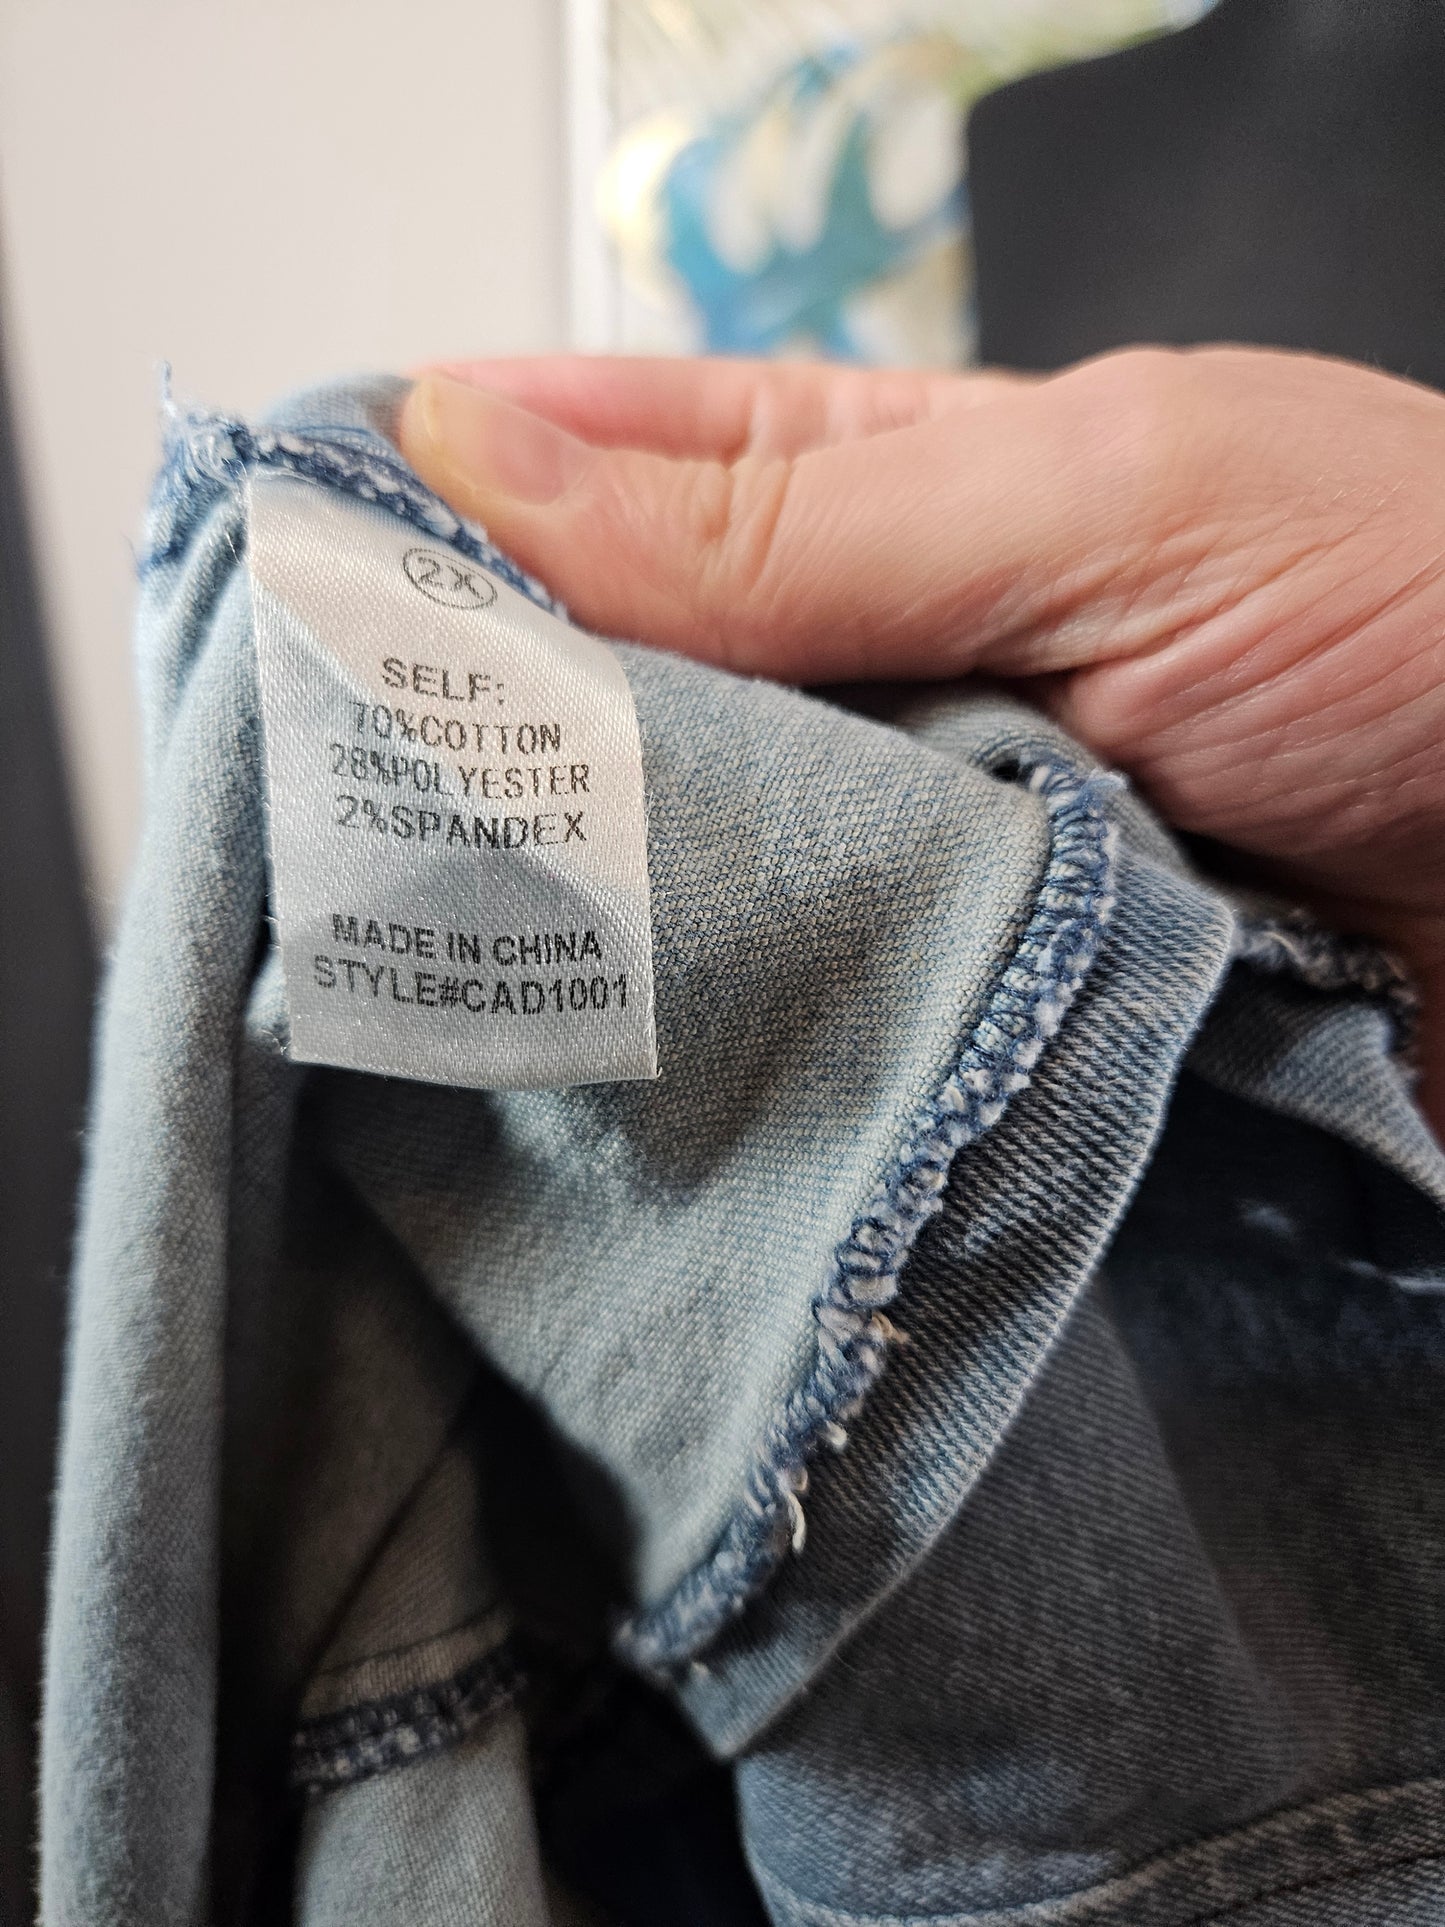 2X
SELF:
70%COTTON
28%POLYESTER
2%SPANDEX
MADE IN CHINA
STYLE#CAD1001